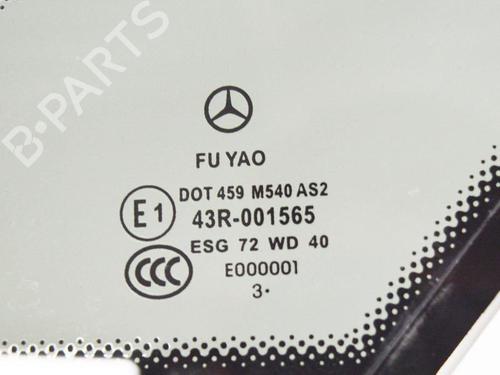 B-PARTS
FU YAO
DOT 459 M540 AS2
E1
43R-001565
ESG 72 WD 40
CCC
E000001
3·